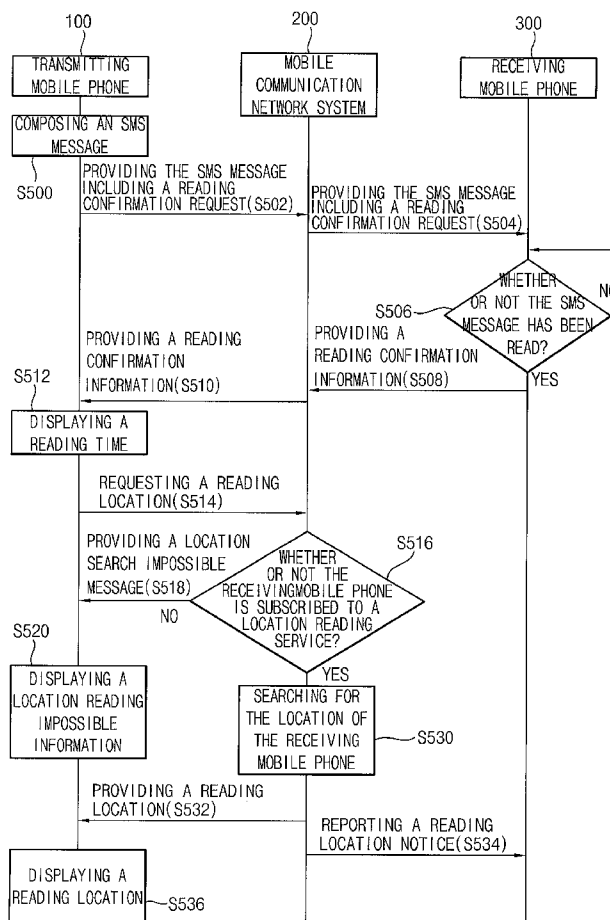 100
200
300
TRANSMITTING
MOBILE PHONE
MOBILE
COMMUNICATION
NETWORK SYSTEM
RECEIVING
MOBILE PHONE
COMPOSING AN SMS
MESSAGE
S500
PROVIDING THE SMS MESSAGE
INCLUDING A READING
CONFIRMATION REQUEST(S502)
PROVIDING THE SMS MESSAGE
INCLUDING A READING
CONFIRMATION REQUEST(S504)
S506
WHETHER
OR NOT THE SMS
MESSAGE HAS BEEN
READ?
NO
YES
PROVIDING A
READING CONFIRMATION
INFORMATION(S508)
PROVIDING A READING
CONFIRMATION
INFORMATION(S510)
S512
DISPLAYING A
READING TIME
REQUESTING A READING
LOCATION(S514)
S516
WHETHER
OR NOT THE
RECEIVINGMOBILE PHONE
IS SUBSCRIBED TO A
LOCATION READING
SERVICE?
PROVIDING A LOCATION
SEARCH IMPOSSIBLE
MESSAGE(S518)
NO
YES
S520
DISPLAYING A
LOCATION READING
IMPOSSIBLE
INFORMATION
SEARCHING FOR
THE LOCATION OF
THE RECEIVING
MOBILE PHONE
S530
PROVIDING A READING
LOCATION(S532)
REPORTING A READING
LOCATION NOTICE(S534)
DISPLAYING A
READING LOCATION
S536